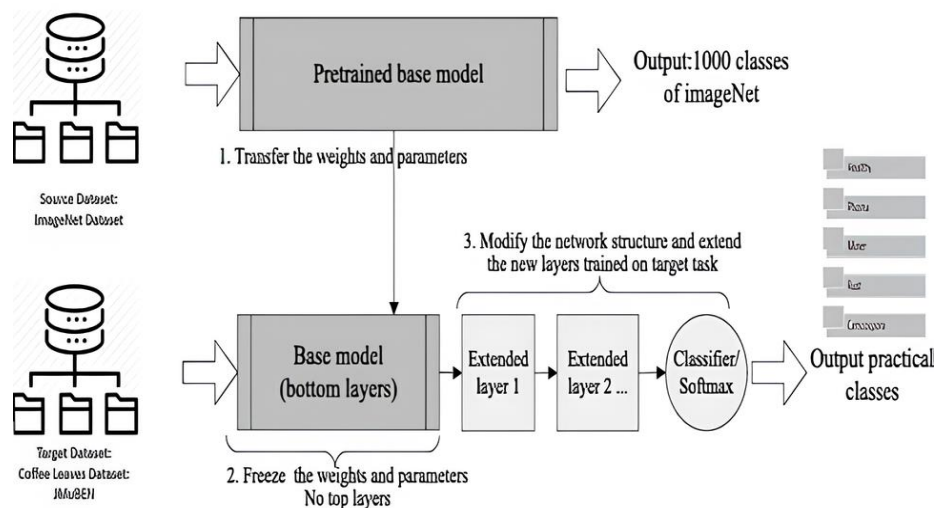 Pretrained base model
Output:1000 classes
of imageNet
1. Transfer the weights and parameters
Source Dataset:
ImageNet Dataset
3. Modify the network structure and extend
the new layers trained on target task
Base model
(bottom layers)
Extended
layer 1
Extended
layer 2 ...
Classifier/
Softmax
Output practical
classes
Target Dataset:
Coffee Leaves Dataset:
JMuBEN
2. Freeze the weights and parameters
No top layers